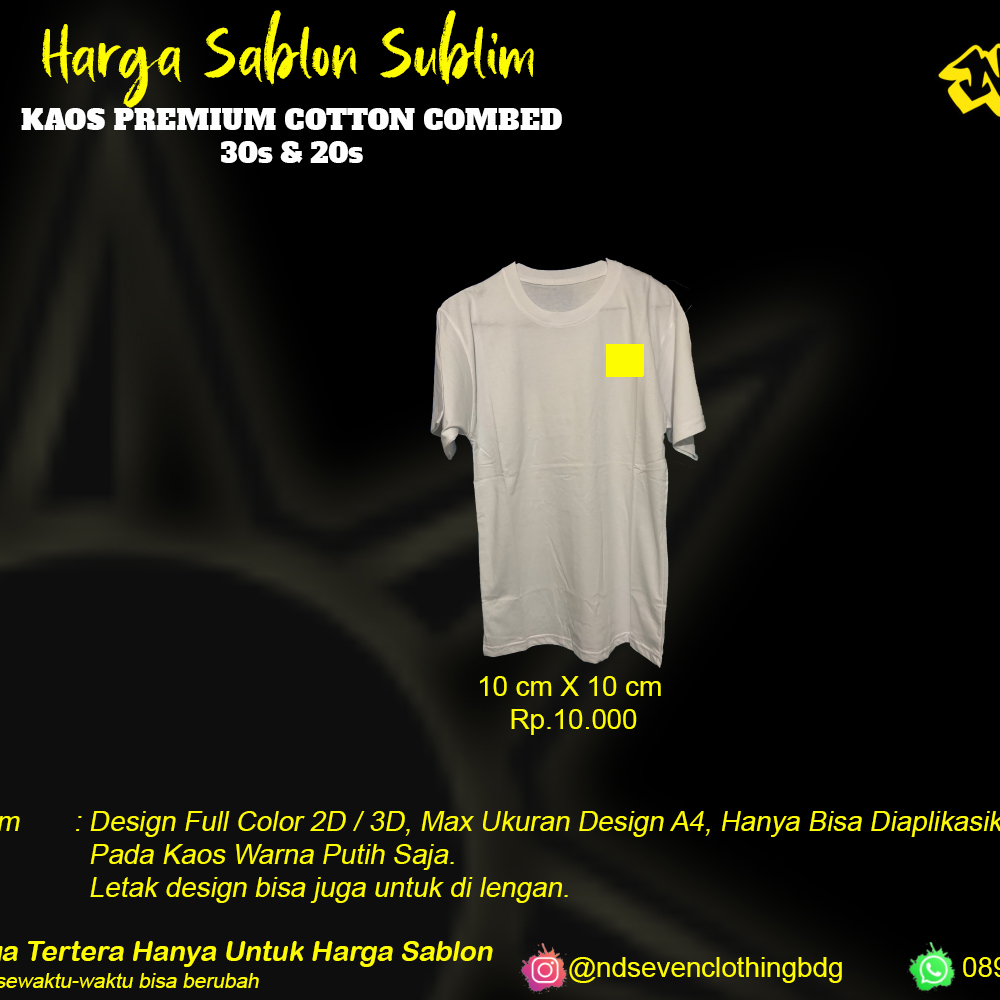 Harga Sablon Sublim
KAOS PREMIUM COTTON COMBED
30s & 20s
10 cm X 10 cm
Rp.10.000
: Design Full Color 2D / 3D, Max Ukuran Design A4, Hanya Bisa Diaplikasik
Pada Kaos Warna Putih Saja.
Letak design bisa juga untuk di lengan.
Tertera Hanya Untuk Harga Sablon
sewaktu-waktu bisa berubah
@ndsevenclothingbdg
089